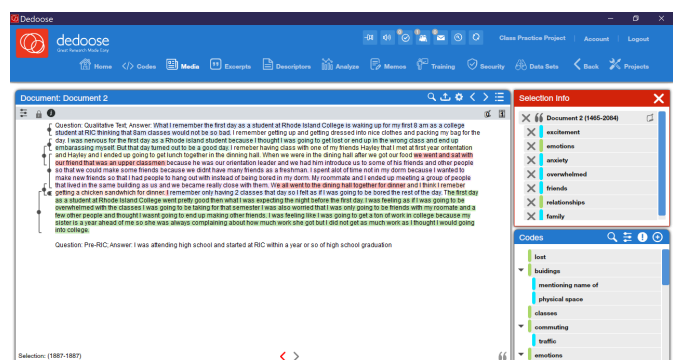 Dedoose
dedoose
Great Research Made Easy
Class Practice Project | Account | Logout
Home Codes Media Excerpts Descriptors Analyze Memos Training Security Data Sets Back Projects
Document: Document 2
Question: Qualitative Text; Answer: What I remember the first day as a student at Rhode Island College is waking up for my first 8 am as a college
student at RIC thinking that 8am classes would not be so bad. I remember getting up and getting dressed into nice clothes and packing my bag for the
day. I was nervous for the first day as a Rhode island student because I thought I was going to get lost or end up in the wrong class and end up
embarassing myself. But that day turned out to be a good day. I remeber having class with one of my friends Hayley that I met at first year orientation
and Hayley and I ended up going to get lunch together in the dinning hall. When we were in the dinning hall after we got our food we went and sat with
our friend that was an upper classmen because he was our orientation leader and we had him introduce us to some of his friends and other people
so that we could make some friends because we didnt have many friends as a freshman. I spent alot of time not in my dorm because I wanted to
make new friends so that I had people to hang out with instead of being bored in my dorm. My roommate and I ended up meeting a group of people
that lived in the same building as us and we became really close with them. We all went to the dining hall together for dinner and I think I remeber
getting a chicken sandwich for dinner. I remember only having 2 classes that day so I felt as if I was going to be bored the rest of the day. The first day
as a student at Rhode Island College went pretty good then what I was expecting the night before the first day. I was feeling as if I was going to be
overwhelmed with the classes I was going to be taking for that semester I was also worried that I was only going to be friends with my roomate and a
few other people and thought I wasnt going to end up making other friends. I was feeling like I was going to get a ton of work in college because my
sister is a year ahead of me so she was always complaining about how much work she got but I did not get as much work as I thought I would going
into college.
Question: Pre-RIC; Answer: I was attending high school and started at RIC within a year or so of high school graduation
Selection: (1887-1887)
Selection Info
Document 2 (1465-2084)
excitement
emotions
anxiety
overwhelmed
friends
relationships
family
Codes
lost
buidings
mentioning name of
physical space
classes
commuting
traffic
emotions